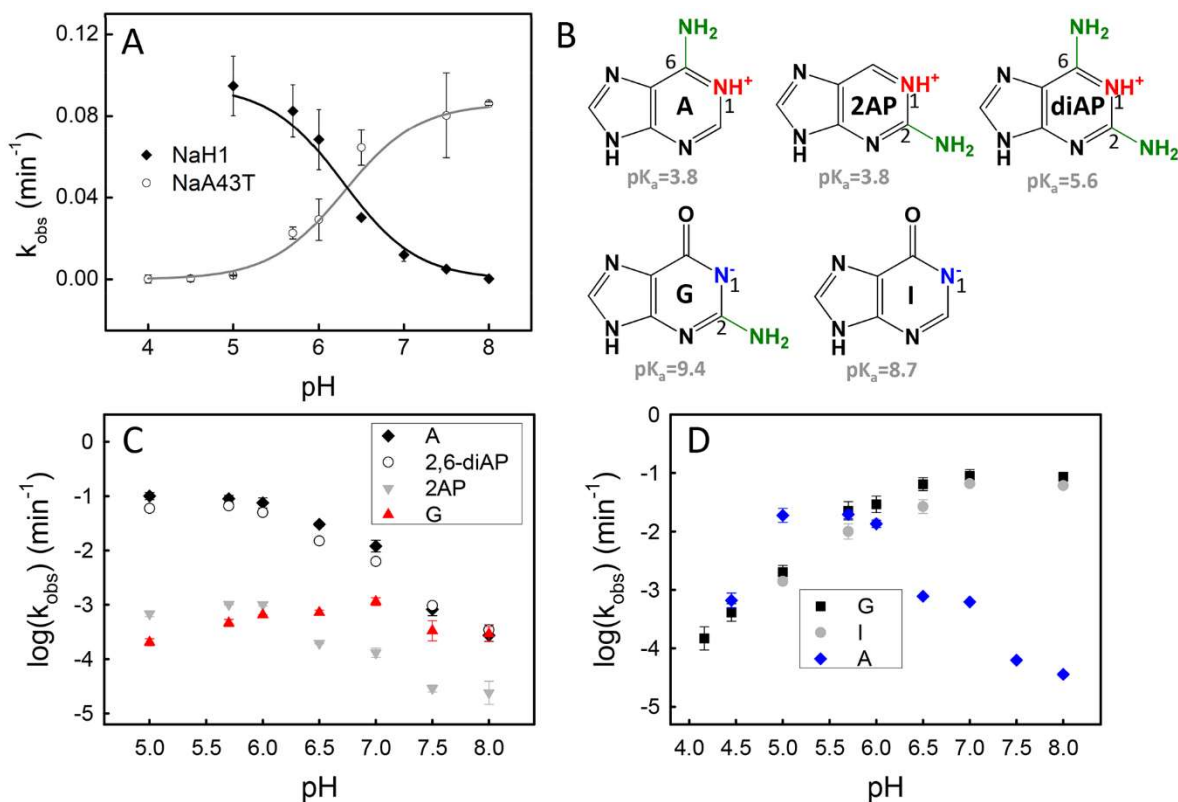 A
0.12
0.08
0.04
0.00
k_obs (min⁻¹)
NaH1
NaA43T
4 5 6 7 8
pH
B
NH₂
6
N
NH⁺
1
A
N
H
N
pKₐ=3.8
N
NH⁺
1
2AP
2
N
H
N
NH₂
pKₐ=3.8
NH₂
6
N
NH⁺
1
diAP
2
N
H
N
NH₂
pKₐ=5.6
O
N
N⁻
1
G
2
N
H
N
NH₂
pKₐ=9.4
O
N
N⁻
1
I
N
H
N
pKₐ=8.7
C
0
-1
-2
-3
-4
-5
log(k_obs) (min⁻¹)
A
2,6-diAP
2AP
G
5.0 5.5 6.0 6.5 7.0 7.5 8.0
pH
D
0
-1
-2
-3
-4
-5
log(k_obs) (min⁻¹)
G
I
A
4.0 4.5 5.0 5.5 6.0 6.5 7.0 7.5 8.0
pH